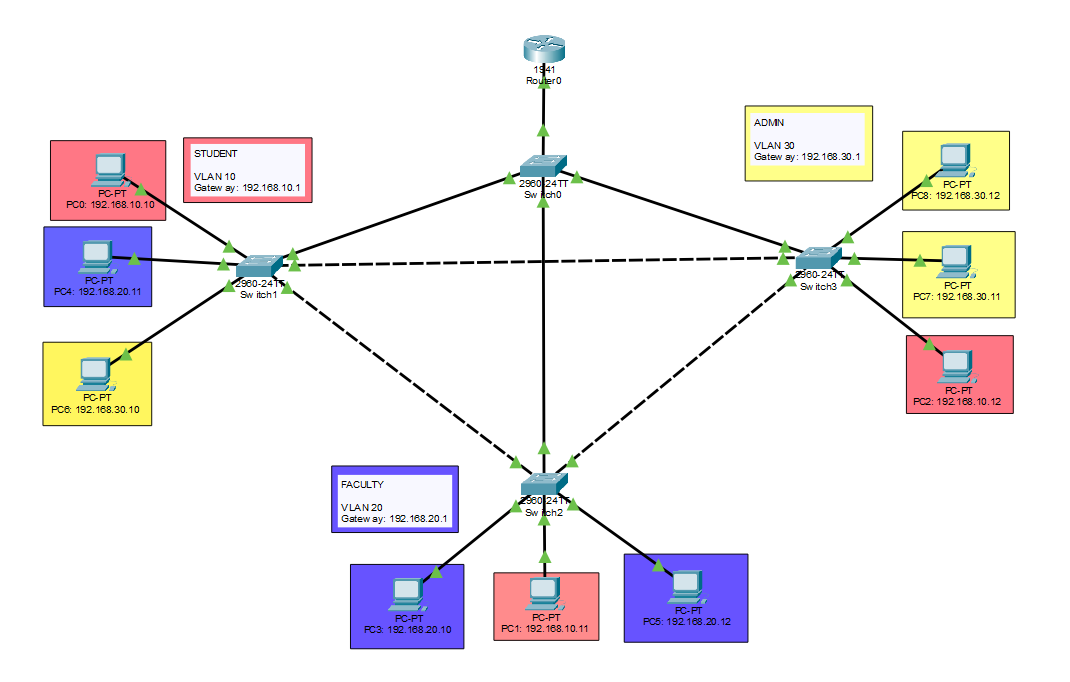 1941
Router0
ADMIN
VLAN 30
Gateway: 192.168.30.1
STUDENT
VLAN 10
Gateway: 192.168.10.1
PC-PT
PC0: 192.168.10.10
2960-24TT
Switch0
PC-PT
PC8: 192.168.30.12
PC-PT
PC4: 192.168.20.11
2960-24TT
Switch1
2960-24TT
Switch3
PC-PT
PC7: 192.168.30.11
PC-PT
PC6: 192.168.30.10
PC-PT
PC2: 192.168.10.12
FACULTY
VLAN 20
Gateway: 192.168.20.1
2960-24TT
Switch2
PC-PT
PC3: 192.168.20.10
PC-PT
PC1: 192.168.10.11
PC-PT
PC5: 192.168.20.12